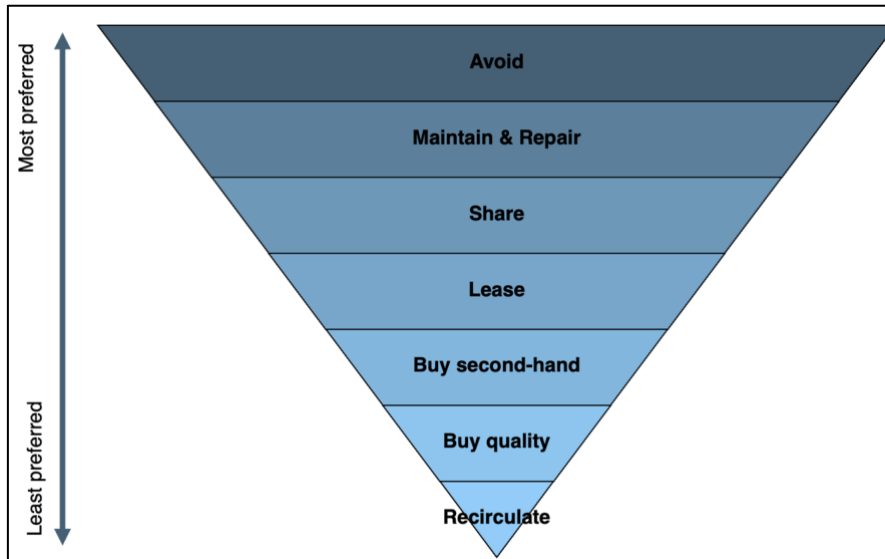 Most preferred
Avoid
Maintain & Repair
Share
Lease
Buy second-hand
Buy quality
Recirculate
Least preferred